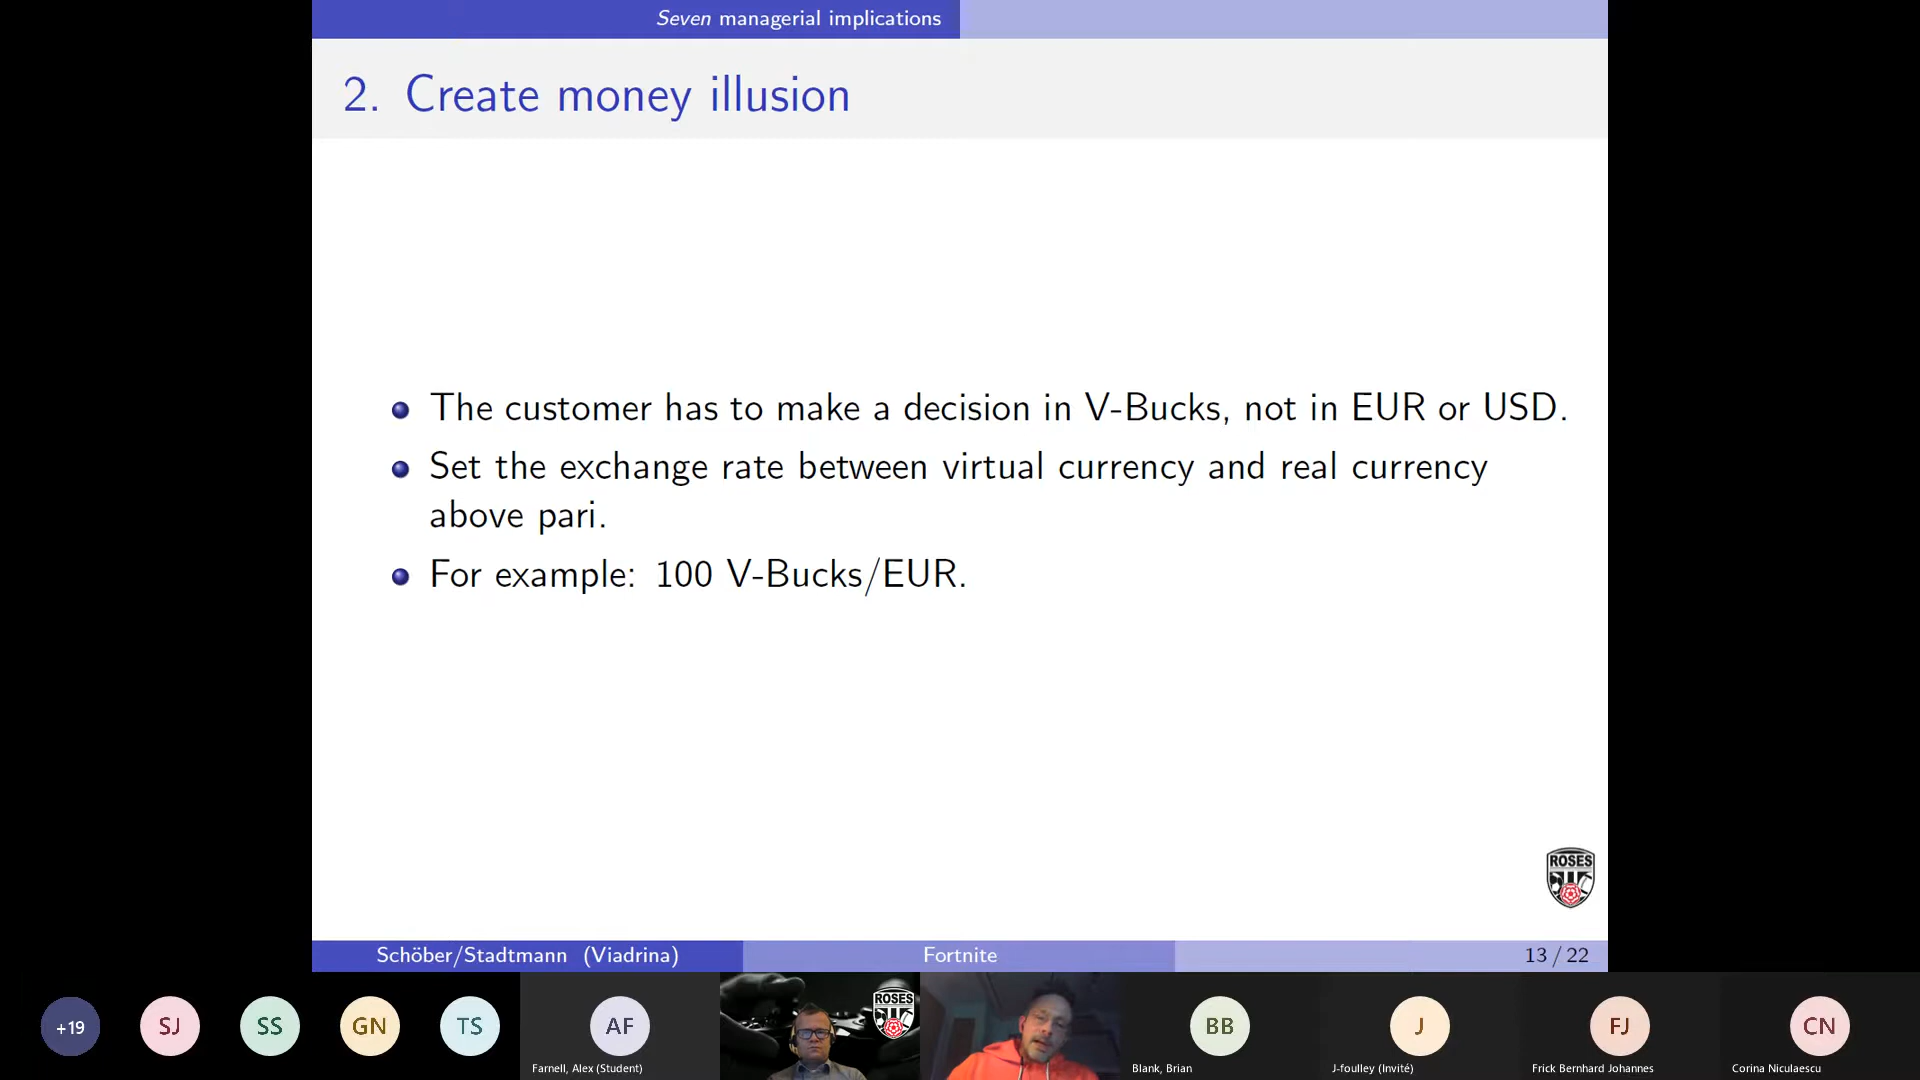 Seven managerial implications
2. Create money illusion
The customer has to make a decision in V-Bucks, not in EUR or USD.
Set the exchange rate between virtual currency and real currency
above pari.
For example: 100 V-Bucks/EUR.
ROSES
Schöber/Stadtmann (Viadrina)
Fortnite
13 / 22
+19
SJ
SS
GN
TS
AF
Farnell, Alex (Student)
ROSES
BB
Blank, Brian
J
J-foulley (Invité)
FJ
Frick Bernhard Johannes
CN
Corina Niculaescu